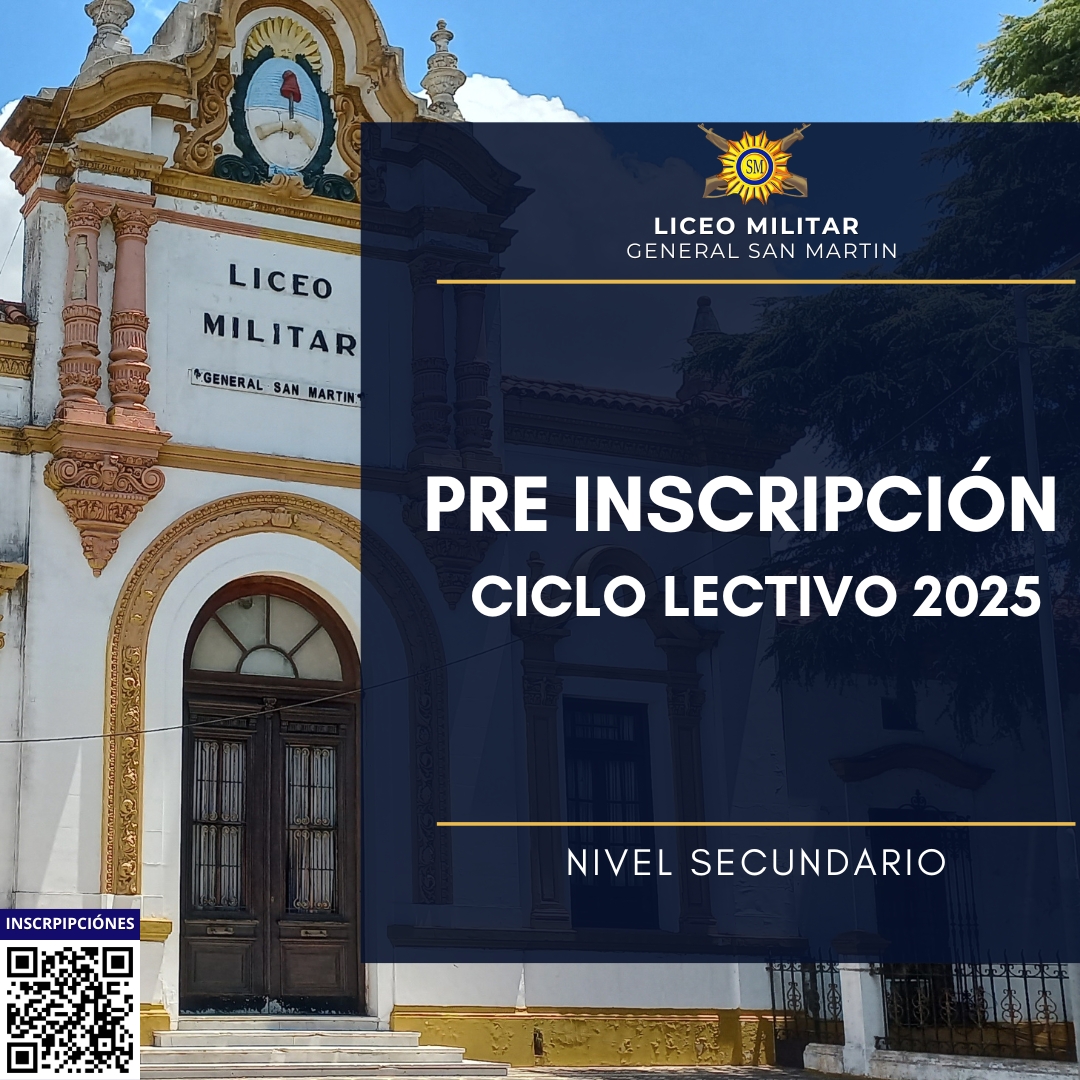 LICEO
MILITAR
"GENERAL SAN MARTIN"
SM
LICEO MILITAR
GENERAL SAN MARTIN
PRE INSCRIPCIÓN
CICLO LECTIVO 2025
NIVEL SECUNDARIO
INSCRPIPCIÓNES